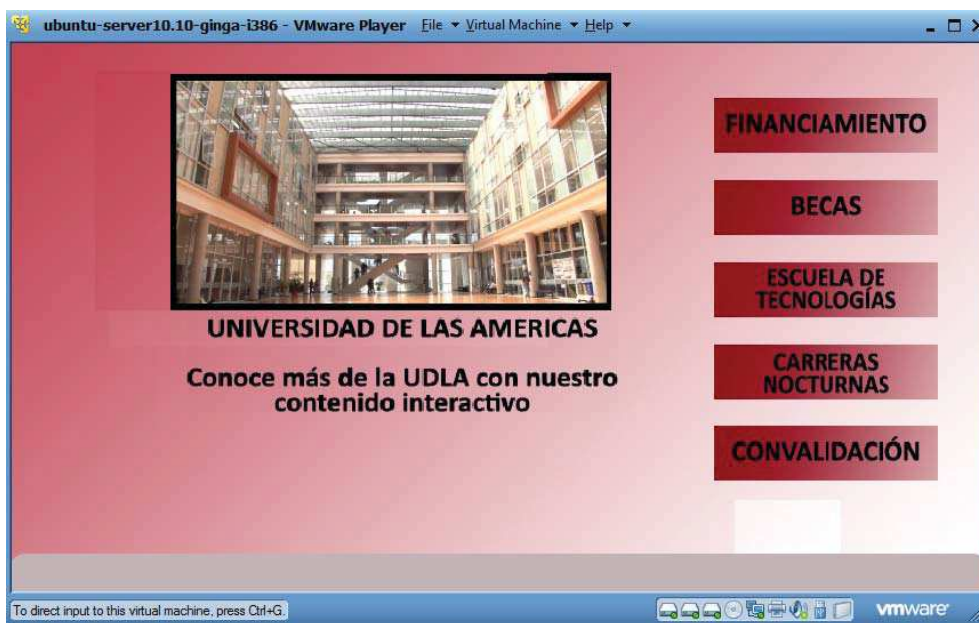 ubuntu-server10.10-ginga-i386 - VMware Player File Virtual Machine Help
UNIVERSIDAD DE LAS AMERICAS
Conoce más de la UDLA con nuestro
contenido interactivo
FINANCIAMIENTO
BECAS
ESCUELA DE
TECNOLOGÍAS
CARRERAS
NOCTURNAS
CONVALIDACIÓN
To direct input to this virtual machine, press Ctrl+G.
vmware